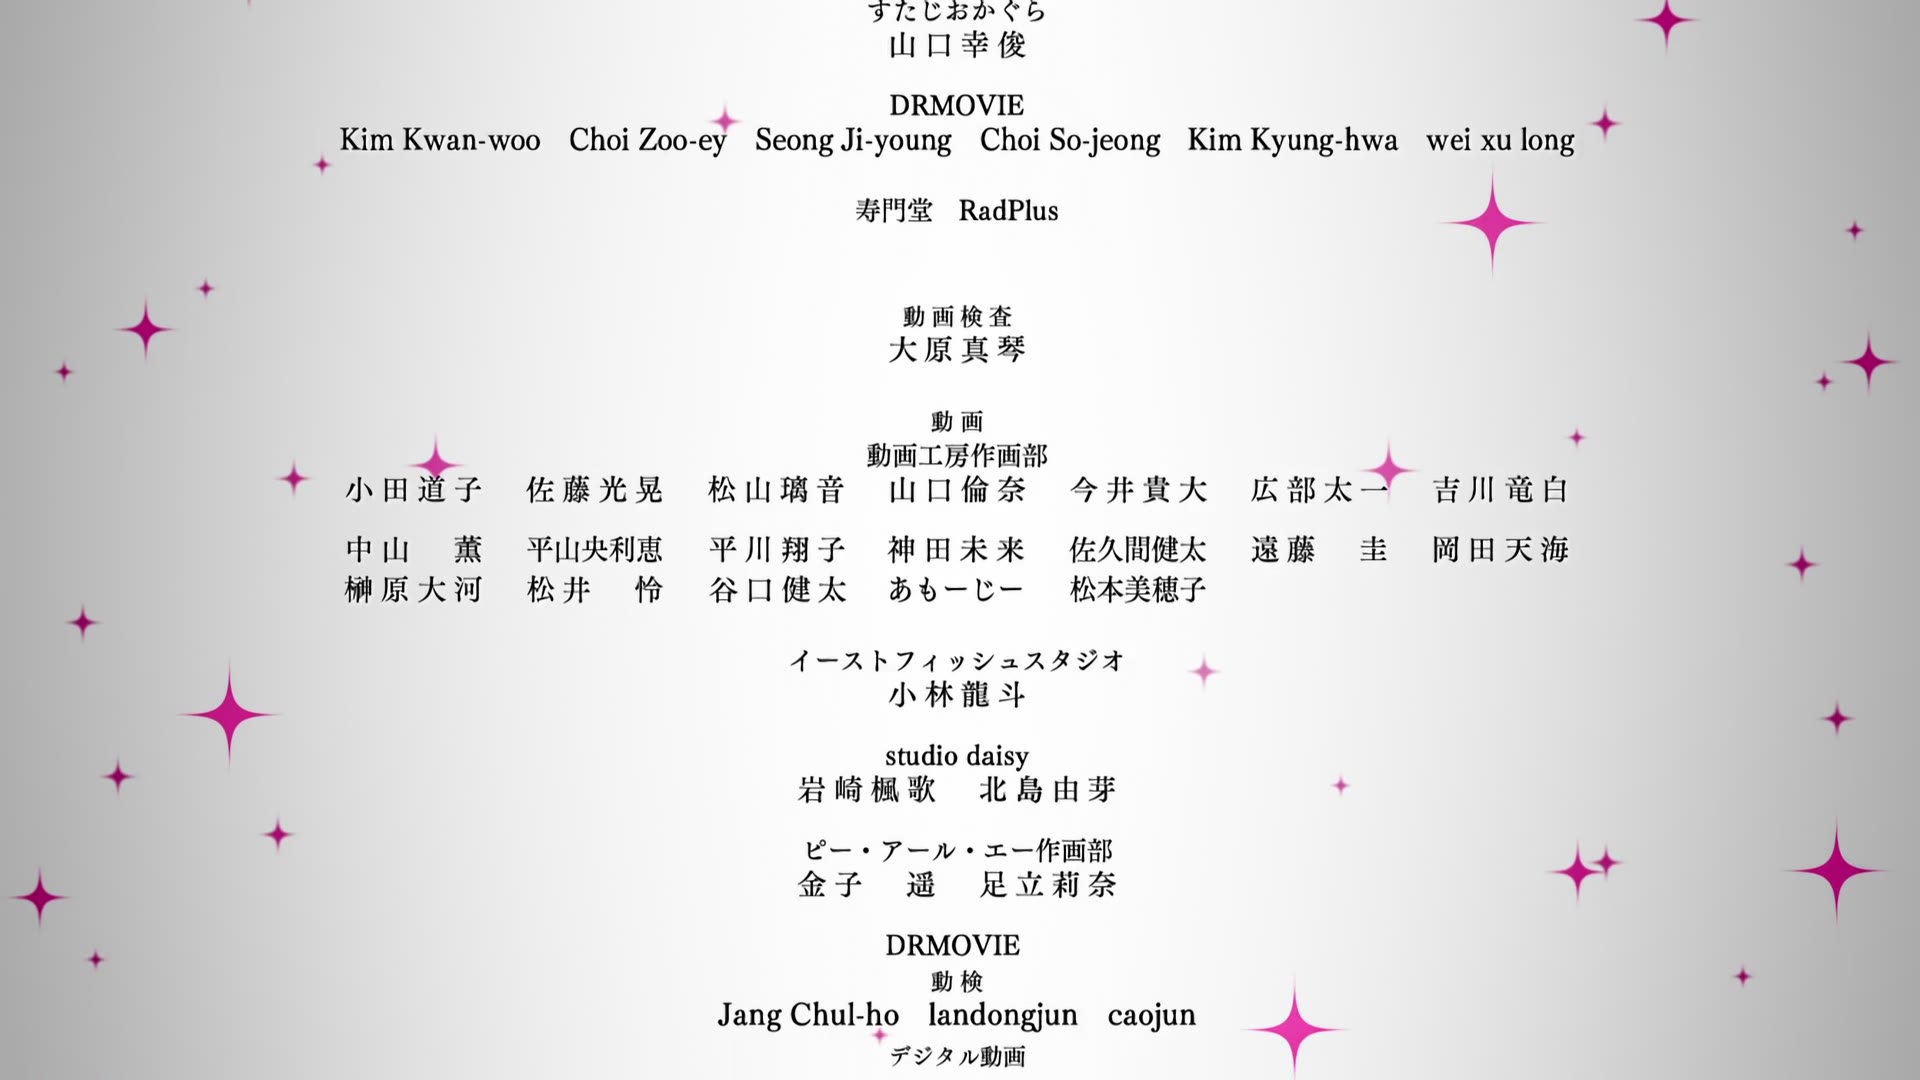 すたじおかぐら
山口幸俊
DRMOVIE
Kim Kwan-woo Choi Zoo-ey Seong Ji-young Choi So-jeong Kim Kyung-hwa wei xu long
寿門堂 RadPlus
動画検査
大原真琴
動画
動画工房作画部
小田道子 佐藤光晃 松山璃音 山口倫奈 今井貴大 広部太一 吉川竜白
中山 薫 平山央利恵 平川翔子 神田未来 佐久間健太 遠藤 圭 岡田天海
榊原大河 松井 怜 谷口健太 あもーじー 松本美穂子
イーストフィッシュスタジオ
小林龍斗
studio daisy
岩崎楓歌 北島由芽
ピー・アール・エー作画部
金子 遥 足立莉奈
DRMOVIE
動検
Jang Chul-ho landongjun caojun
デジタル動画